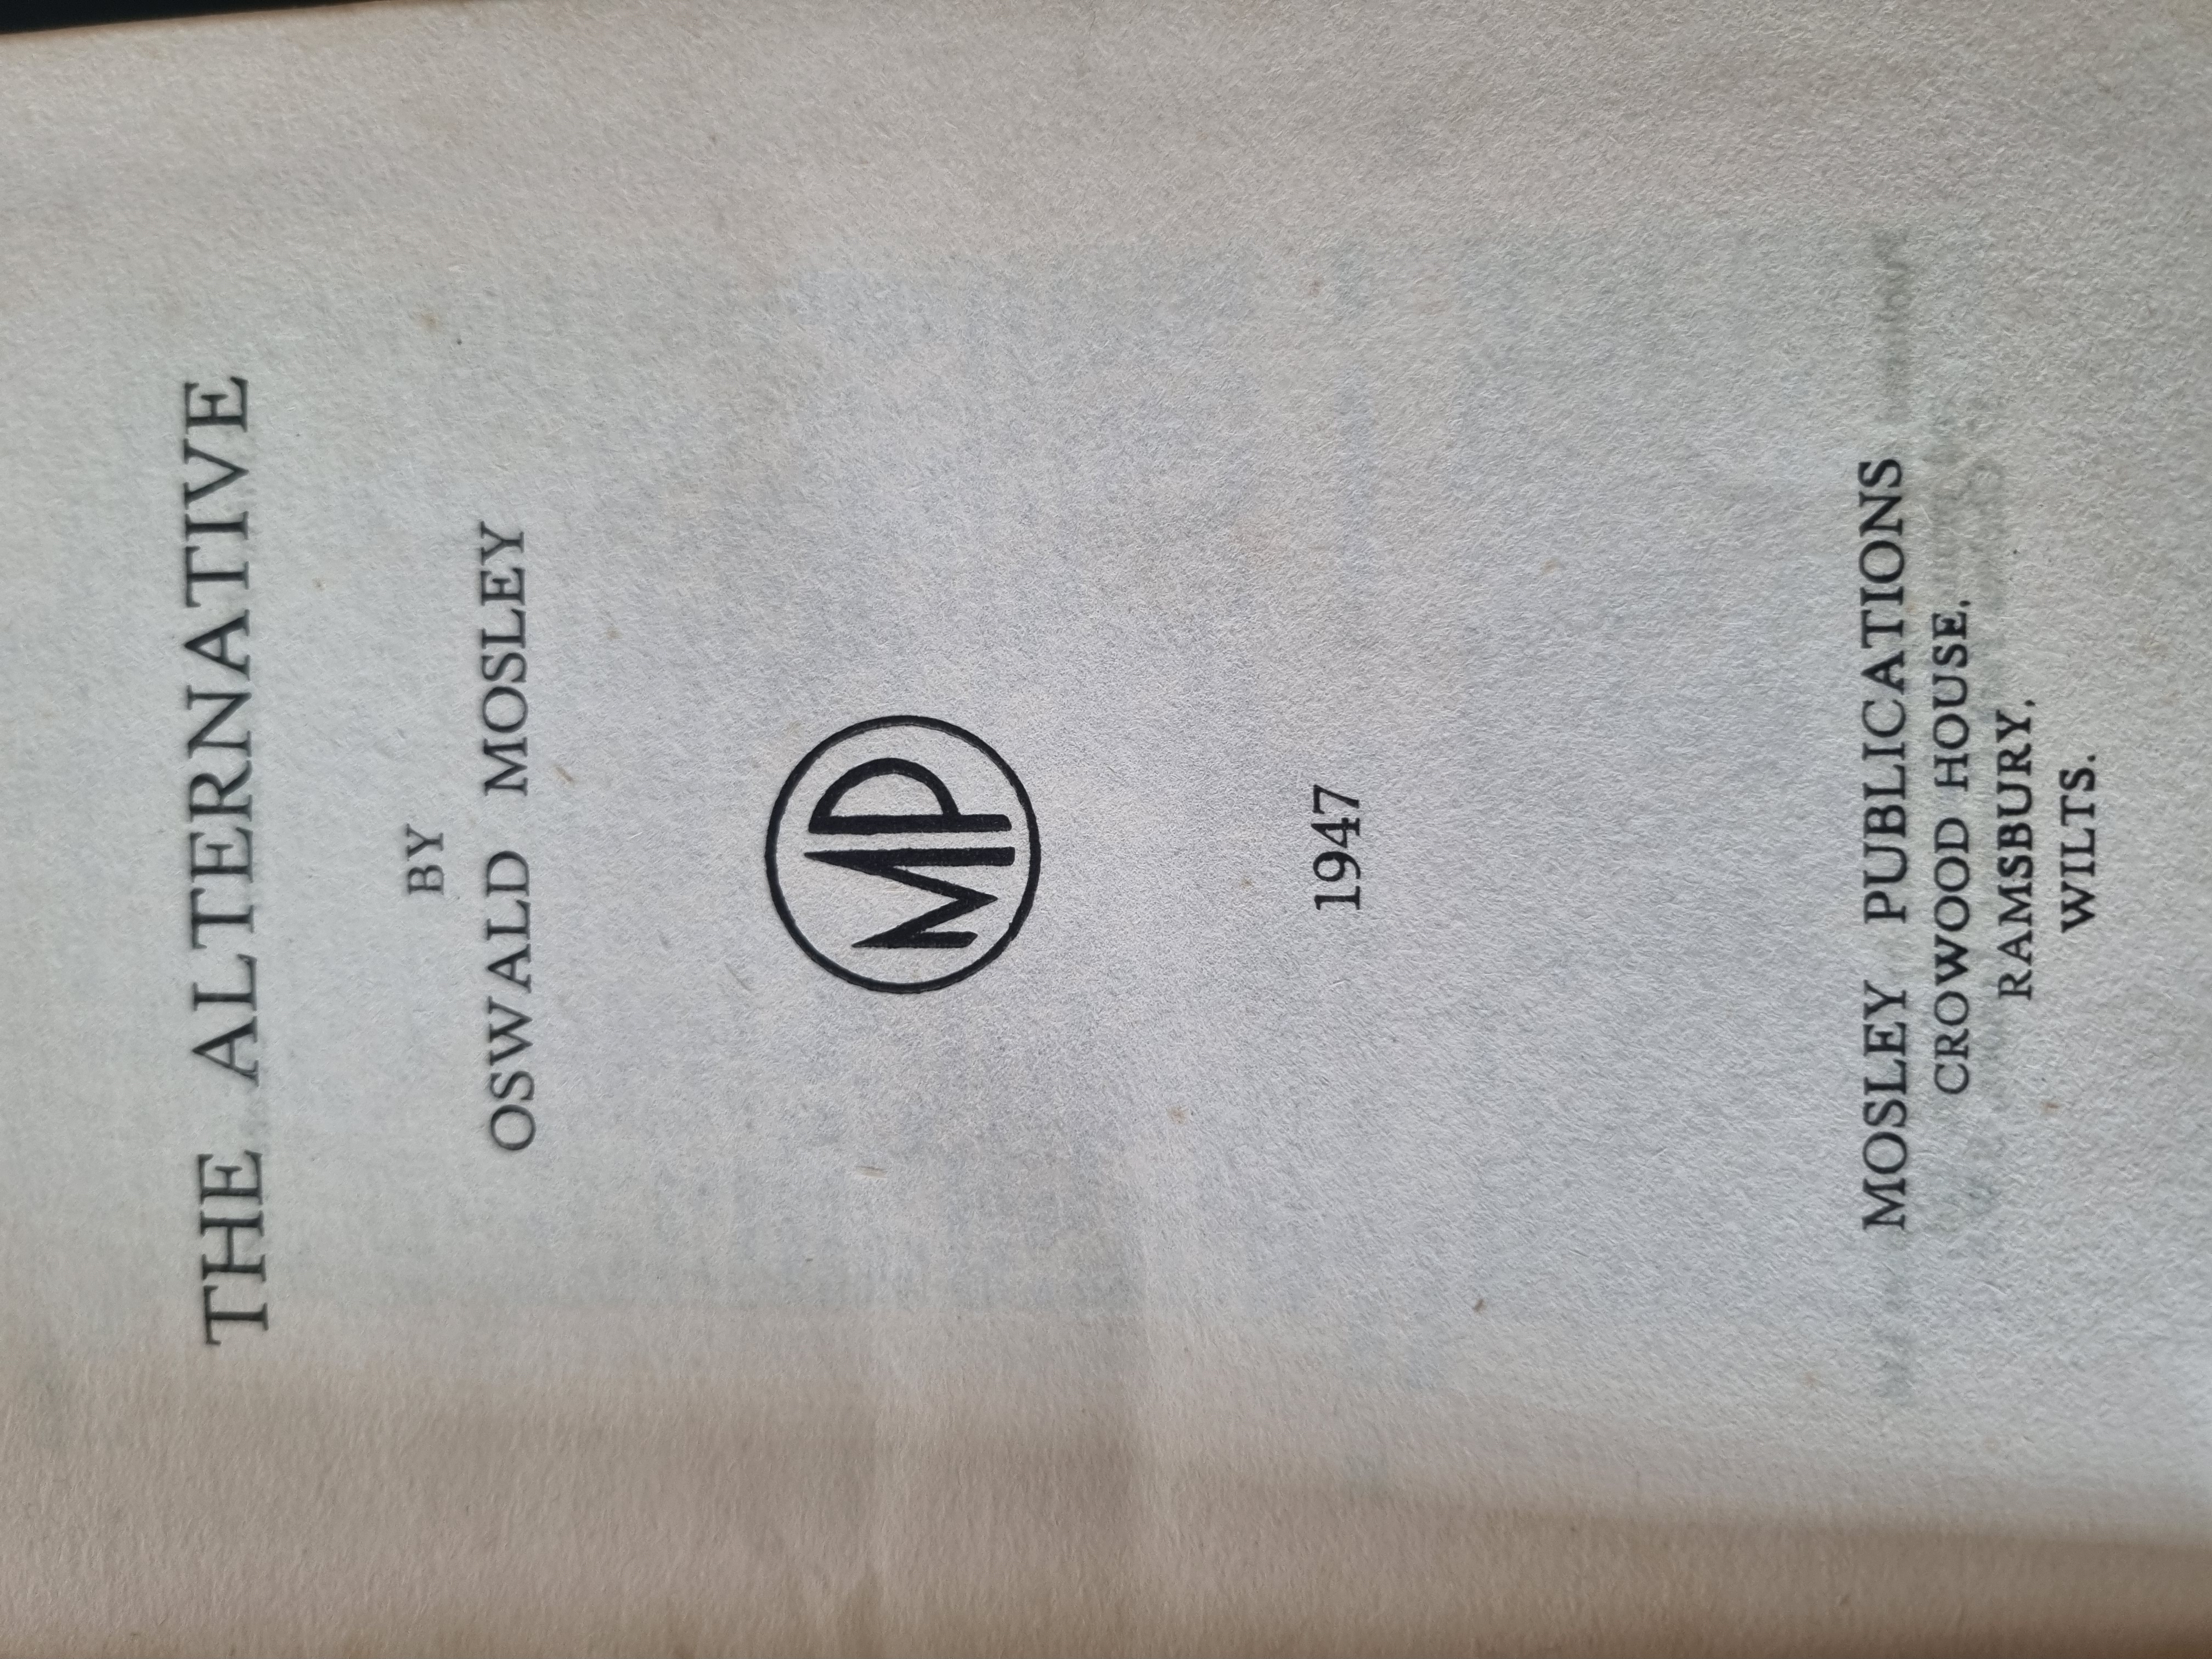 THE ALTERNATIVE
BY
OSWALD MOSLEY
MP
1947
MOSLEY PUBLICATIONS
CROWOOD HOUSE,
RAMSBURY,
WILTS.